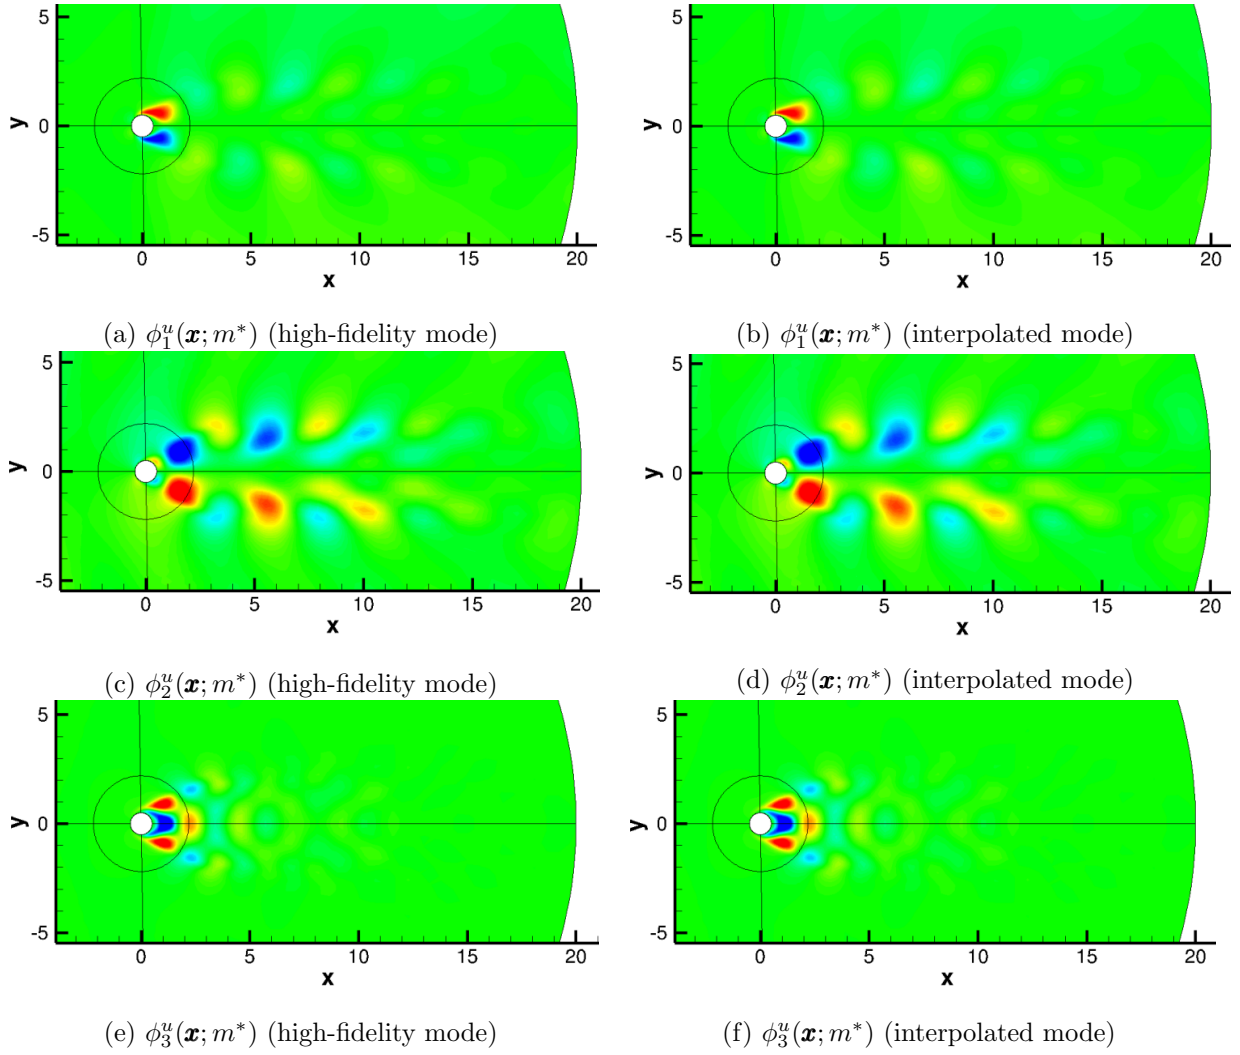 5 5
y 0 y 0
-5 -5
0 5 10 15 20 0 5 10 15 20
x x
(a) ϕ₁ᵘ(𝒙; m*) (high-fidelity mode) (b) ϕ₁ᵘ(𝒙; m*) (interpolated mode)
5 5
y 0 y 0
-5 -5
0 5 10 15 20 0 5 10 15 20
x x
(c) ϕ₂ᵘ(𝒙; m*) (high-fidelity mode) (d) ϕ₂ᵘ(𝒙; m*) (interpolated mode)
5 5
y 0 y 0
-5 -5
0 5 10 15 20 0 5 10 15 20
x x
(e) ϕ₃ᵘ(𝒙; m*) (high-fidelity mode) (f) ϕ₃ᵘ(𝒙; m*) (interpolated mode)